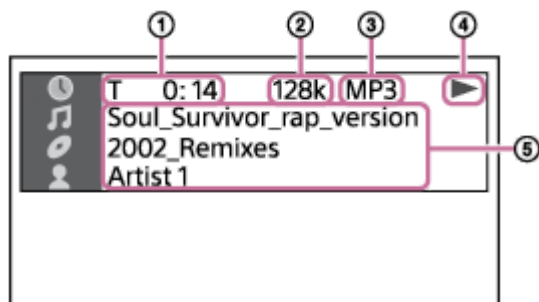 ① ② ③ ④
T 0:14 128k MP3
Soul_Survivor_rap_version
2002_Remixes
Artist 1
⑤